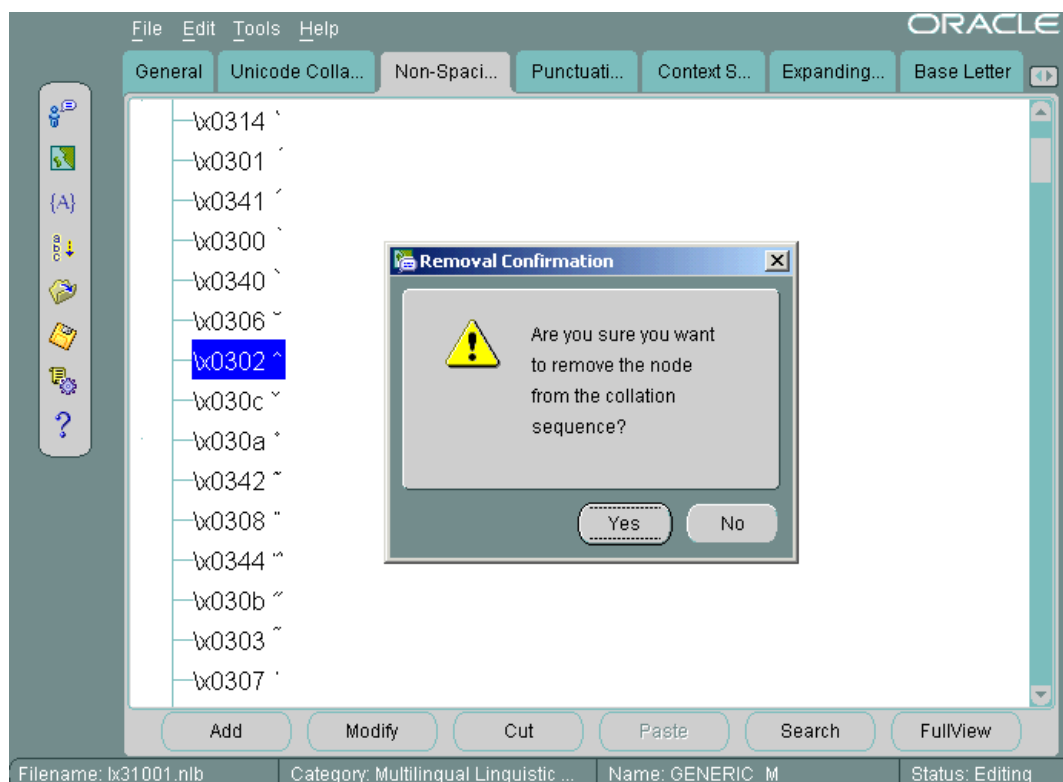 File Edit Tools Help
ORACLE
General Unicode Colla... Non-Spaci... Punctuati... Context S... Expanding... Base Letter
\x0314 ̔
\x0301 ́
\x0341 ́
\x0300 ̀
\x0340 ̀
\x0306 ̆
\x0302 ^
\x030c ˇ
\x030a °
\x0342 ~
\x0308 ¨
\x0344 ̈́
\x030b ˝
\x0303 ~
\x0307 ˙
{A}
a
b
c
?
Removal Confirmation
Are you sure you want
to remove the node
from the collation
sequence?
Yes No
Add Modify Cut Paste Search FullView
Filename: lx31001.nlb Category: Multilingual Linguistic ... Name: GENERIC_M Status: Editing